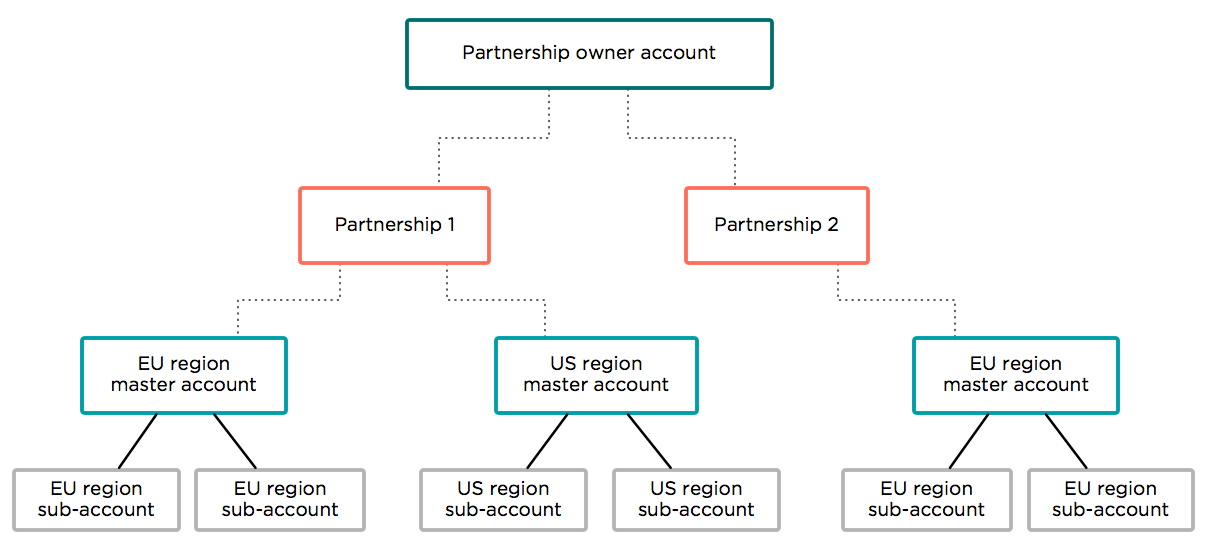 Partnership owner account
Partnership 1
Partnership 2
EU region
master account
US region
master account
EU region
master account
EU region
sub-account
EU region
sub-account
US region
sub-account
US region
sub-account
EU region
sub-account
EU region
sub-account